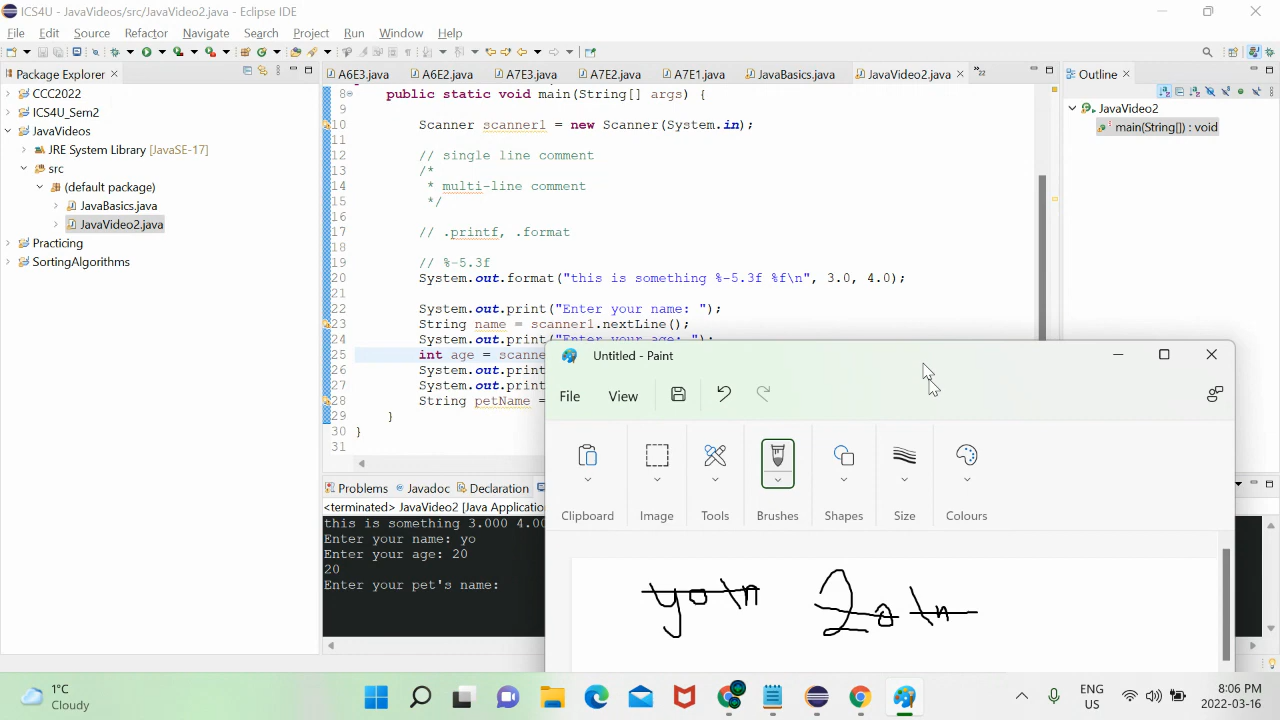 ICS4U - JavaVideos/src/JavaVideo2.java - Eclipse IDE
File Edit Source Refactor Navigate Search Project Run Window Help
Package Explorer
CCC2022
ICS4U_Sem2
JavaVideos
JRE System Library [JavaSE-17]
src
(default package)
JavaBasics.java
JavaVideo2.java
Practicing
SortingAlgorithms
A6E3.java A6E2.java A7E3.java A7E2.java A7E1.java JavaBasics.java JavaVideo2.java 22
8 public static void main(String[] args) {
9
10 Scanner scanner1 = new Scanner(System.in);
11
12 // single line comment
13 /*
14 * multi-line comment
15 */
16
17 // .printf, .format
18
19 // %-5.3f
20 System.out.format("this is something %-5.3f %f\n", 3.0, 4.0);
21
22 System.out.print("Enter your name: ");
23 String name = scanner1.nextLine();
24 System.out.print("Enter your age: ");
25 int age = scanne
26 System.out.print
27 System.out.print
28 String petName =
29 }
30 }
31
Outline
JavaVideo2
main(String[]) : void
Problems Javadoc Declaration
<terminated> JavaVideo2 [Java Applicatio
this is something 3.000 4.00
Enter your name: yo
Enter your age: 20
20
Enter your pet's name:
Untitled - Paint
File View
Clipboard Image Tools Brushes Shapes Size Colours
yo\n 20\n
1°C
Cloudy
ENG
US
8:06 PM
2022-03-16